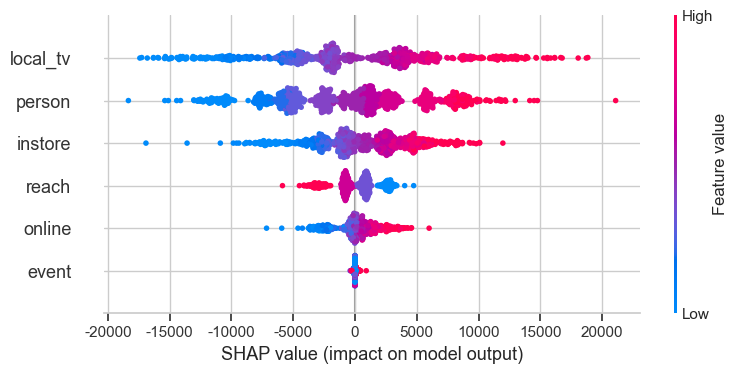 High
local_tv
person
instore
reach
online
event
Feature value
Low
-20000 -15000 -10000 -5000 0 5000 10000 15000 20000
SHAP value (impact on model output)